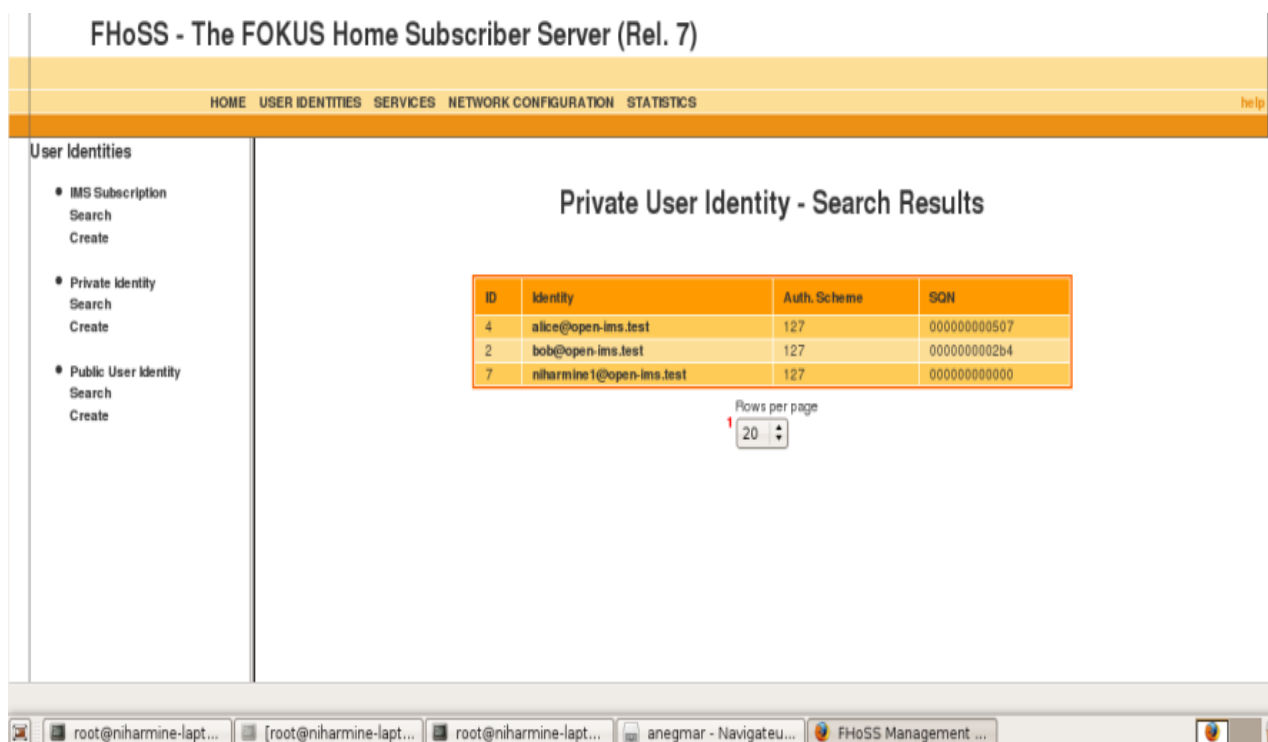 FHoSS - The FOKUS Home Subscriber Server (Rel. 7)
HOME USER IDENTITIES SERVICES NETWORK CONFIGURATION STATISTICS help
User Identities
IMS Subscription
Search
Create
Private Identity
Search
Create
Public User Identity
Search
Create
Private User Identity - Search Results
ID Identity Auth. Scheme SQN
4 alice@open-ims.test 127 000000000507
2 bob@open-ims.test 127 0000000002b4
7 niharmine1@open-ims.test 127 000000000000
Rows per page
1 20
root@niharmine-lapt... [root@niharmine-lapt... root@niharmine-lapt... anegmar - Navigateu... FHoSS Management ...